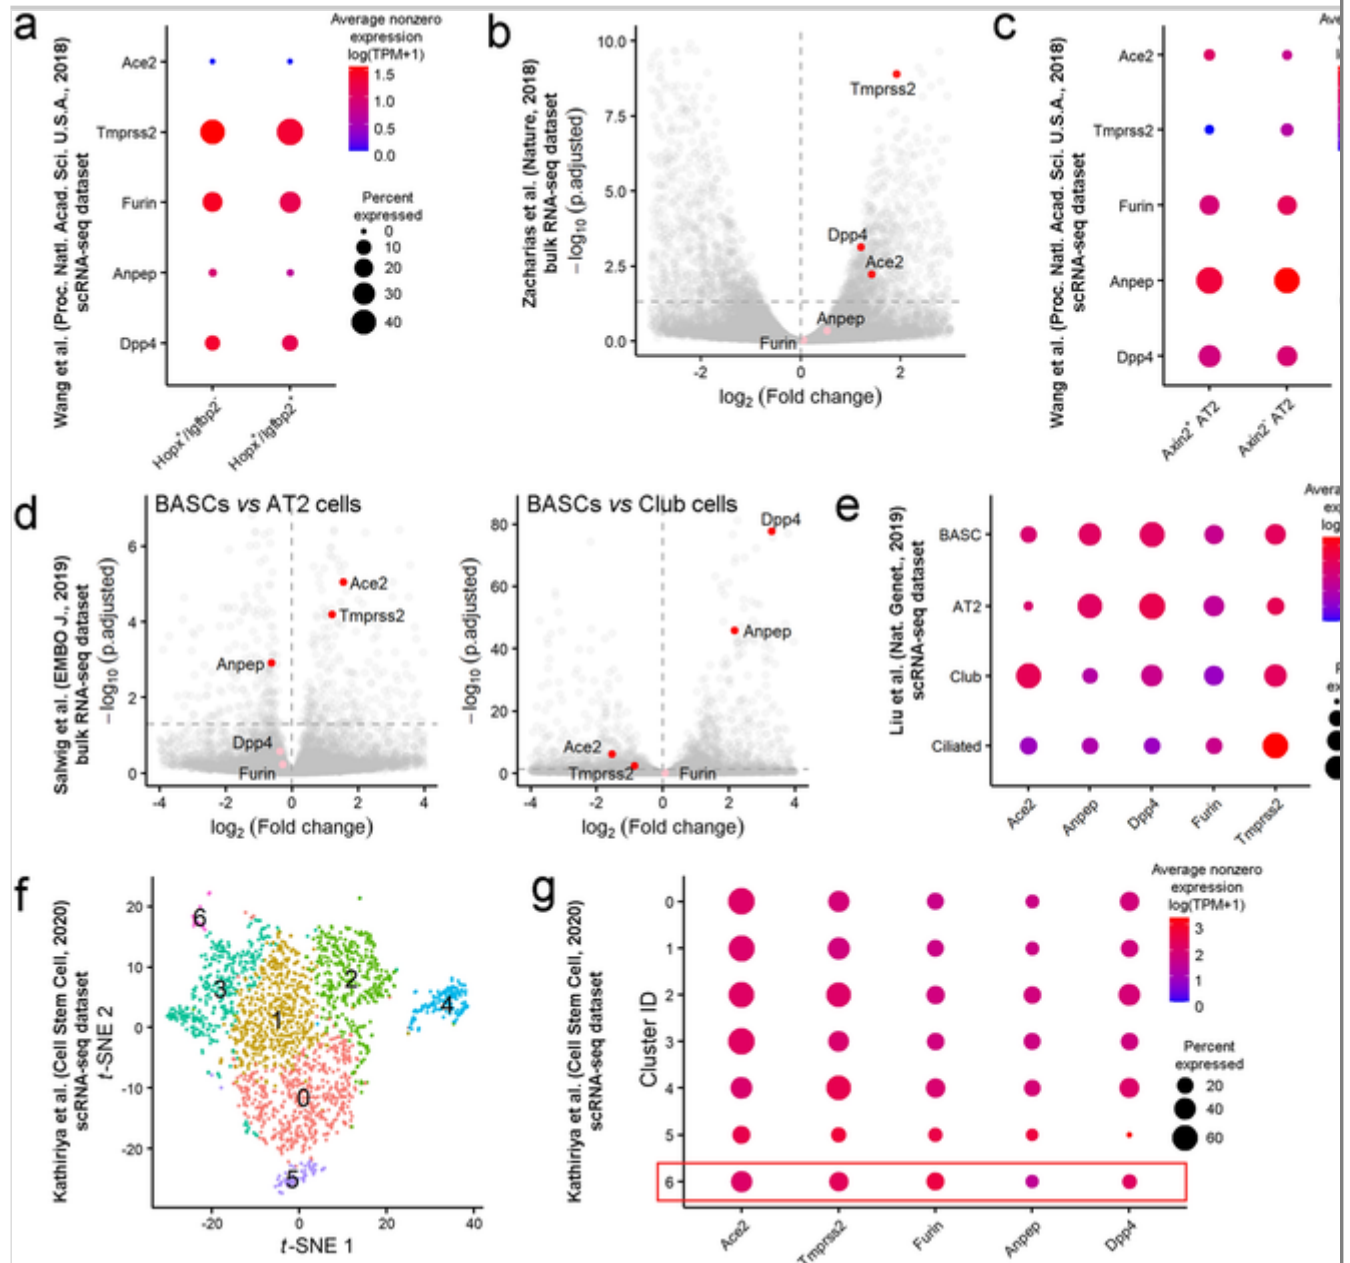 a
Wang et al. (Proc. Natl. Acad. Sci. U.S.A., 2018)
scRNA-seq dataset
Ace2
Tmprss2
Furin
Anpep
Dpp4
Hopx+/Igfbp2-
Hopx+/Igfbp2+
Average nonzero
expression
log(TPM+1)
1.5
1.0
0.5
0.0
Percent
expressed
0
10
20
30
40
b
Zacharias et al. (Nature, 2018)
bulk RNA-seq dataset
−log10 (p.adjusted)
10.0
7.5
5.0
2.5
0.0
Tmprss2
Dpp4
Ace2
Anpep
Furin
-2
0
2
log2 (Fold change)
c
Wang et al. (Proc. Natl. Acad. Sci. U.S.A., 2018)
scRNA-seq dataset
Ace2
Tmprss2
Furin
Anpep
Dpp4
Axin2+ AT2
Axin2- AT2
d
Salwig et al. (EMBO J., 2019)
bulk RNA-seq dataset
BASCs vs AT2 cells
−log10 (p.adjusted)
6
4
2
0
Ace2
Tmprss2
Anpep
Dpp4
Furin
-4
-2
0
2
4
log2 (Fold change)
BASCs vs Club cells
−log10 (p.adjusted)
80
60
40
20
0
Dpp4
Anpep
Ace2
Tmprss2
Furin
-4
-2
0
2
4
log2 (Fold change)
e
Liu et al. (Nat. Genet., 2019)
scRNA-seq dataset
BASC
AT2
Club
Ciliated
Ace2
Anpep
Dpp4
Furin
Tmprss2
f
Kathiriya et al. (Cell Stem Cell, 2020)
scRNA-seq dataset
t-SNE 2
20
10
0
-10
-20
6
3
1
2
4
0
5
-20
0
20
40
t-SNE 1
g
Kathiriya et al. (Cell Stem Cell, 2020)
scRNA-seq dataset
Cluster ID
0
1
2
3
4
5
6
Ace2
Tmprss2
Furin
Anpep
Dpp4
Average nonzero
expression
log(TPM+1)
3
2
1
0
Percent
expressed
20
40
60